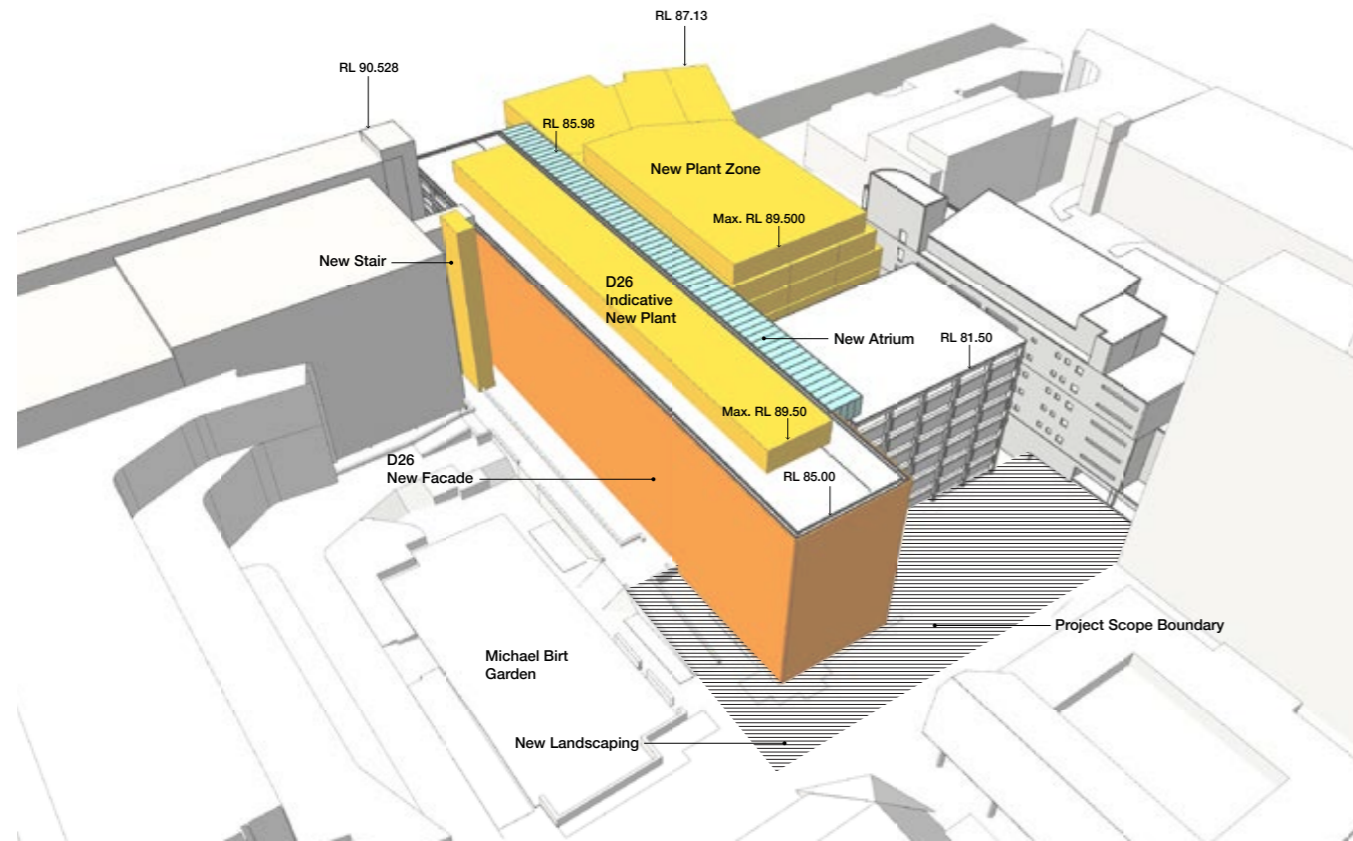 RL 87.13
RL 90.528
RL 85.98
New Plant Zone
Max. RL 89.500
New Stair
D26
Indicative
New Plant
New Atrium
RL 81.50
Max. RL 89.50
D26
New Facade
RL 85.00
Project Scope Boundary
Michael Birt
Garden
New Landscaping